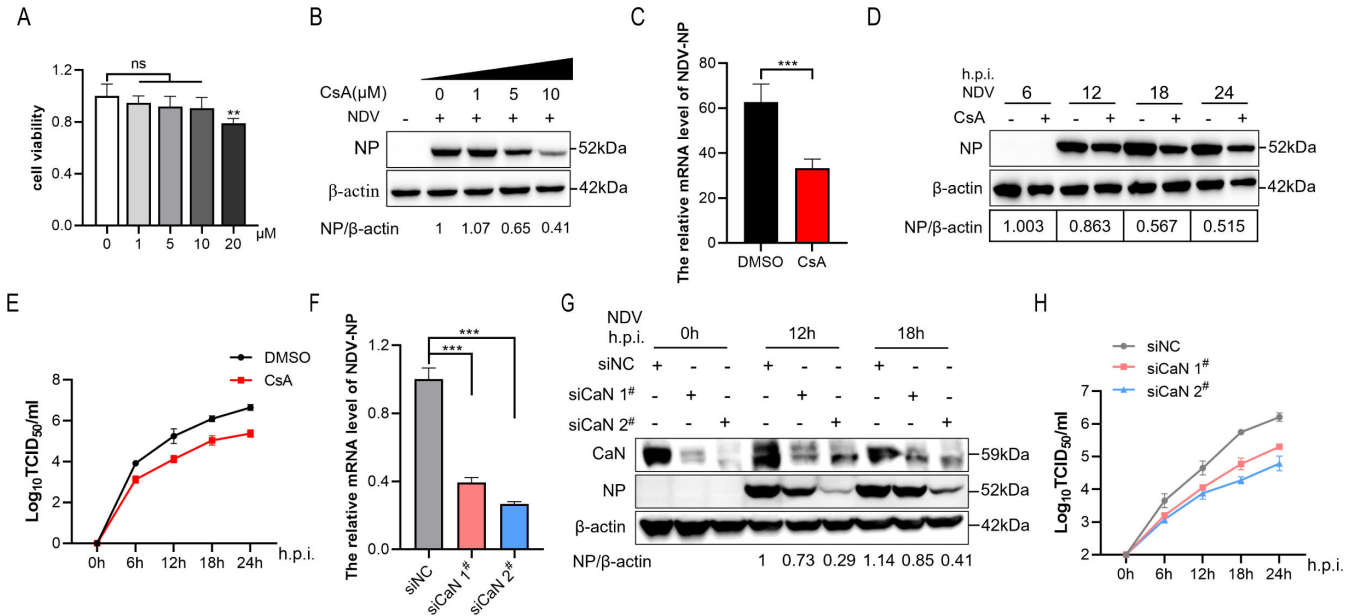 A
cell viability
1.2
0.8
0.4
0.0
ns
**
0 1 5 10 20 µM
B
CsA(µM) 0 1 5 10
NDV - + + + +
NP 52kDa
β-actin 42kDa
NP/β-actin 1 1.07 0.65 0.41
C
The relative mRNA level of NDV-NP
80
60
40
20
0
***
DMSO CsA
D
h.p.i.
NDV 6 12 18 24
CsA - + - + - + - +
NP 52kDa
β-actin 42kDa
NP/β-actin 1.003 0.863 0.567 0.515
E
DMSO
CsA
Log10TCID50/ml
8
6
4
2
0
0h 6h 12h 18h 24h h.p.i.
F
The relative mRNA level of NDV-NP
1.2
0.8
0.4
0.0
***
***
siNC
siCaN 1#
siCaN 2#
G
NDV
h.p.i. 0h 12h 18h
siNC + - - + - - + - -
siCaN 1# - + - - + - - + -
siCaN 2# - - + - - + - - +
CaN 59kDa
NP 52kDa
β-actin 42kDa
NP/β-actin 1 0.73 0.29 1.14 0.85 0.41
H
siNC
siCaN 1#
siCaN 2#
Log10TCID50/ml
7
6
5
4
3
2
0h 6h 12h 18h 24h h.p.i.